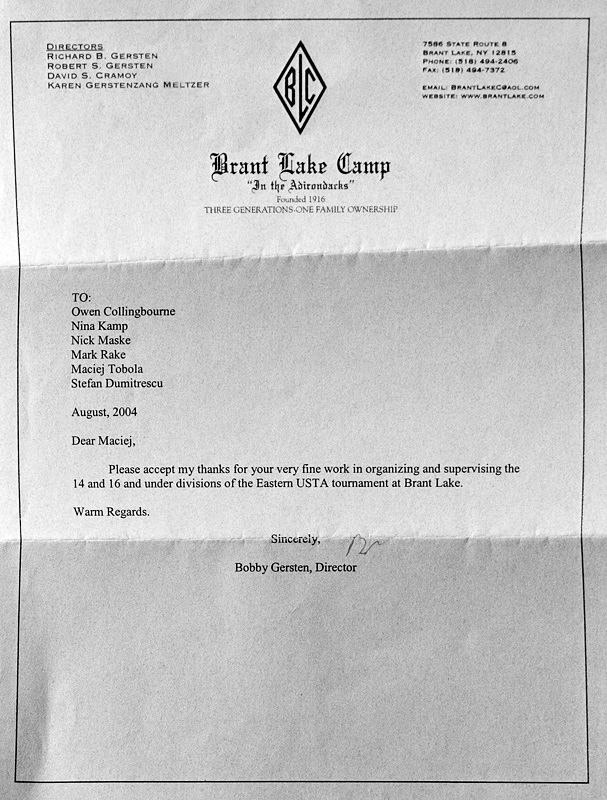 DIRECTORS
RICHARD B. GERSTEN
ROBERT S. GERSTEN
DAVID S. CRAMOY
KAREN GERSTENZANG MELTZER
BLC
7586 STATE ROUTE 8
BRANT LAKE, NY 12815
PHONE: (518) 494-2406
FAX: (518) 494-7372
EMAIL: BRANTLAKEC@AOL.COM
WEBSITE: WWW.BRANTLAKE.COM
Brant Lake Camp
"In the Adirondacks"
Founded 1916
THREE GENERATIONS-ONE FAMILY OWNERSHIP
TO:
Owen Collingbourne
Nina Kamp
Nick Maske
Mark Rake
Maciej Tobola
Stefan Dumitrescu
August, 2004
Dear Maciej,
Please accept my thanks for your very fine work in organizing and supervising the
14 and 16 and under divisions of the Eastern USTA tournament at Brant Lake.
Warm Regards.
Sincerely,
Bobby Gersten, Director